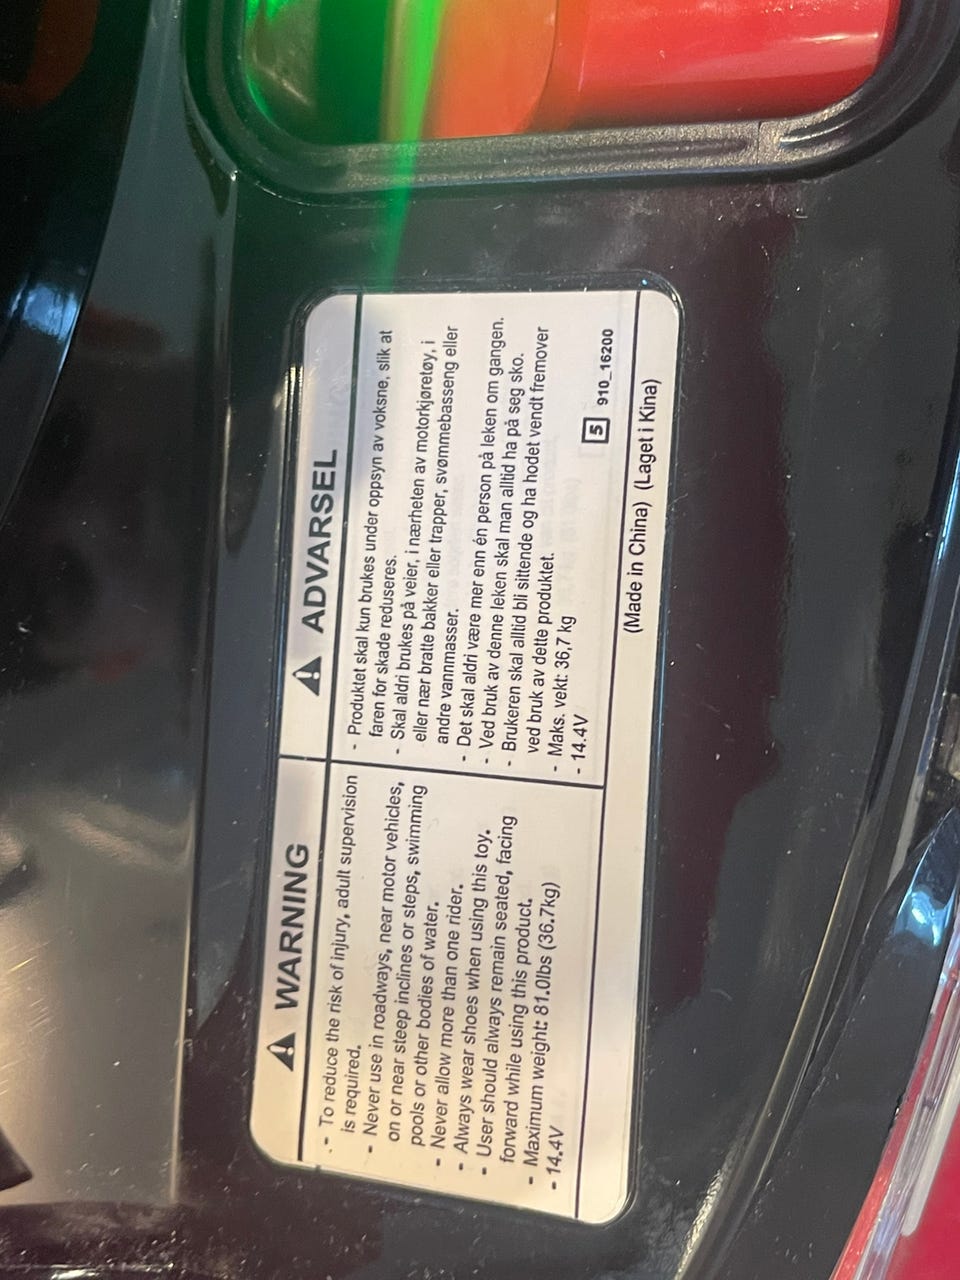 WARNING
- To reduce the risk of injury, adult supervision
is required.
- Never use in roadways, near motor vehicles,
on or near steep inclines or steps, swimming
pools or other bodies of water.
- Never allow more than one rider.
- Always wear shoes when using this toy.
- User should always remain seated, facing
forward while using this product.
- Maximum weight: 81.0lbs (36.7kg)
- 14.4V
ADVARSEL
- Produktet skal kun brukes under oppsyn av voksne, slik at
faren for skade reduseres.
- Skal aldri brukes på veier, i nærheten av motorkjøretøy, i
eller nær bratte bakker eller trapper, svømmebasseng eller
andre vannmasser.
- Det skal aldri være mer enn én person på leken om gangen.
- Ved bruk av denne leken skal man alltid ha på seg sko.
- Brukeren skal alltid bli sittende og ha hodet vendt fremover
ved bruk av dette produktet.
- Maks. vekt: 36,7 kg
- 14.4V
5 910_16200
(Made in China) (Laget i Kina)